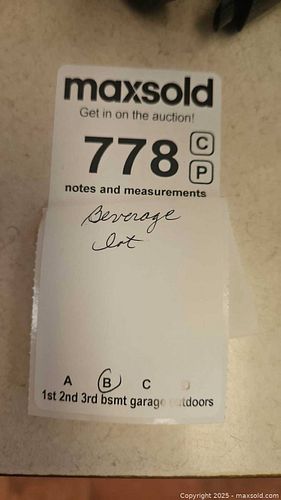 maxsold
Get in on the auction!
778 C
P
notes and measurements
Beverage
lot
A B C D
1st 2nd 3rd bsmt garage outdoors
Copyright © 2025 - maxsold.com